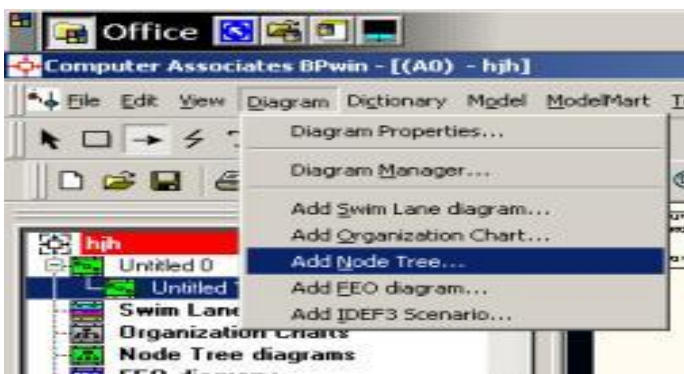 Office
Computer Associates BPwin - [(A0) - hjh]
File Edit View Diagram Dictionary Model ModelMart
Diagram Properties...
Diagram Manager...
Add Swim Lane diagram...
Add Organization Chart...
Add Node Tree...
Add FEO diagram...
Add IDEF3 Scenario...
hjh
Untitled 0
Untitled
Swim Lane
Organization Charts
Node Tree diagrams